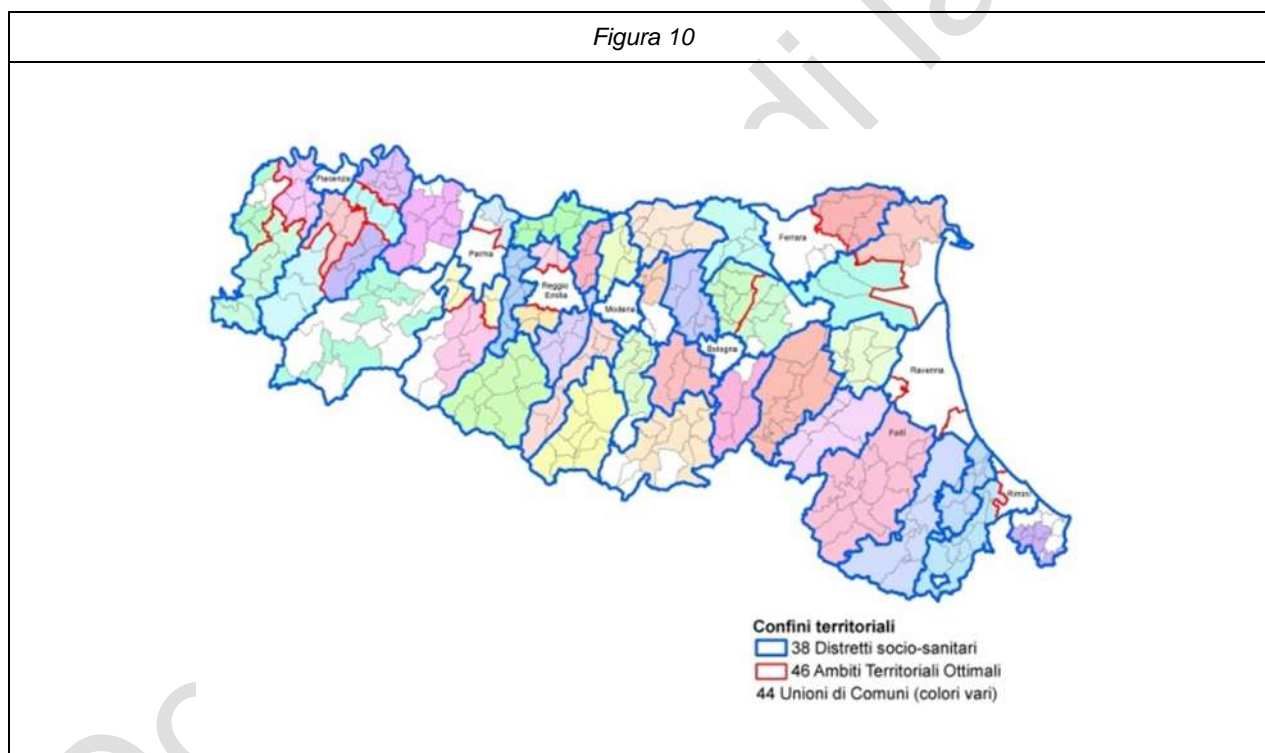 Figura 10
Piacenza
Parma
Reggio
Emilia
Modena
Ferrara
Bologna
Ravenna
Forlì
Rimini
Confini territoriali
38 Distretti socio-sanitari
46 Ambiti Territoriali Ottimali
44 Unioni di Comuni (colori vari)